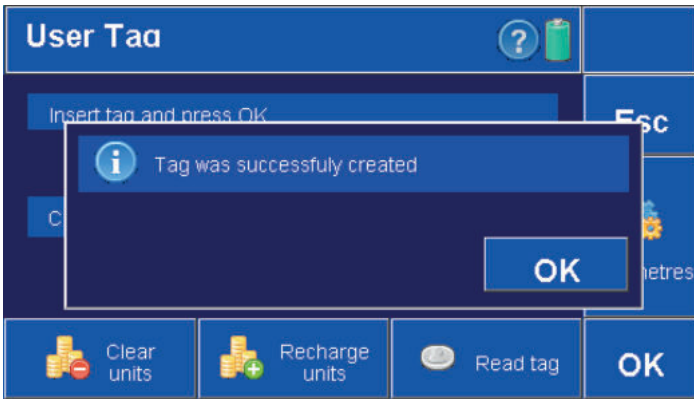 User Tag
?
Insert tag and press OK
Esc
i
Tag was successfuly created
C
OK
etres
Clear
units
Recharge
units
Read tag
OK